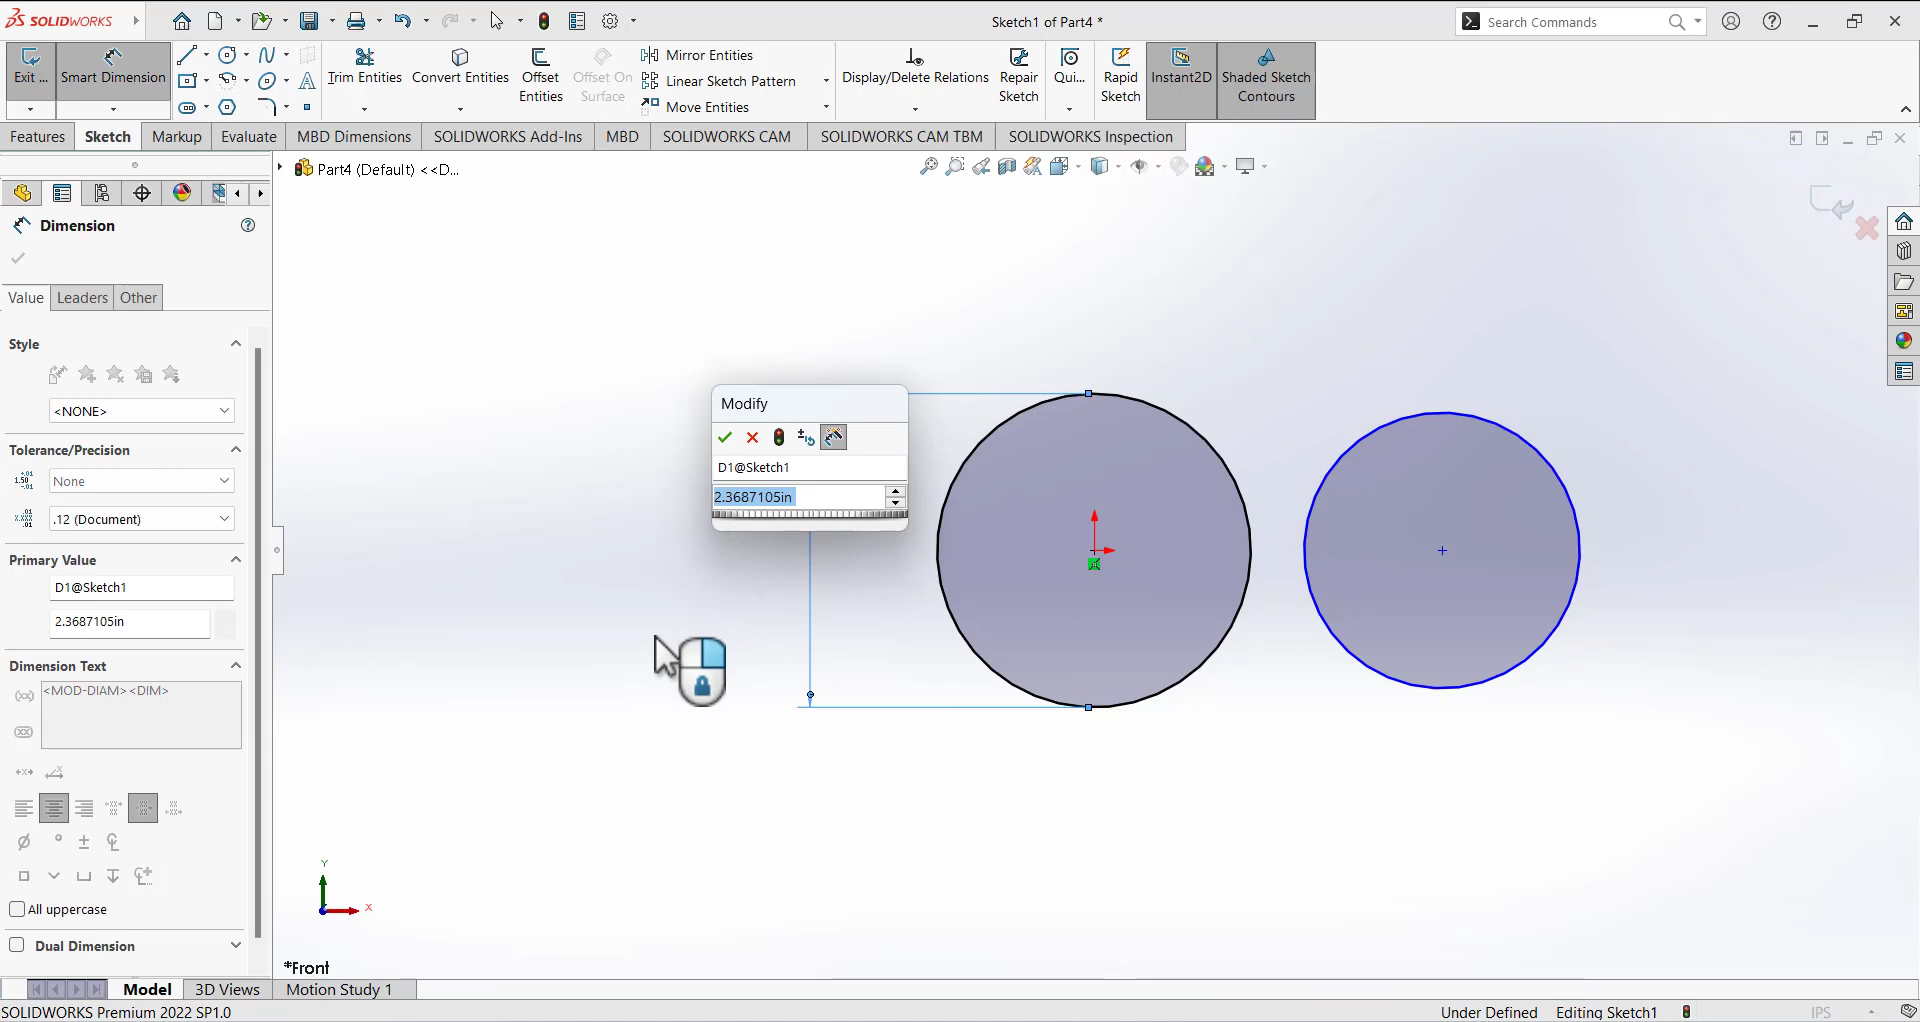 SOLIDWORKS
Sketch1 of Part4 *
Search Commands
Exit ...
Smart Dimension
Trim Entities
Convert Entities
Offset
Entities
Offset On
Surface
Mirror Entities
Linear Sketch Pattern
Move Entities
Display/Delete Relations
Repair
Sketch
Qui...
Rapid
Sketch
Instant2D
Shaded Sketch
Contours
Features
Sketch
Markup
Evaluate
MBD Dimensions
SOLIDWORKS Add-Ins
MBD
SOLIDWORKS CAM
SOLIDWORKS CAM TBM
SOLIDWORKS Inspection
Part4 (Default) <<D...
Dimension
Value
Leaders
Other
Style
<NONE>
Tolerance/Precision
None
.12 (Document)
Primary Value
D1@Sketch1
2.3687105in
Dimension Text
<MOD-DIAM><DIM>
All uppercase
Dual Dimension
Modify
D1@Sketch1
2.3687105in
Y
X
*Front
Model
3D Views
Motion Study 1
SOLIDWORKS Premium 2022 SP1.0
Under Defined
Editing Sketch1
IPS